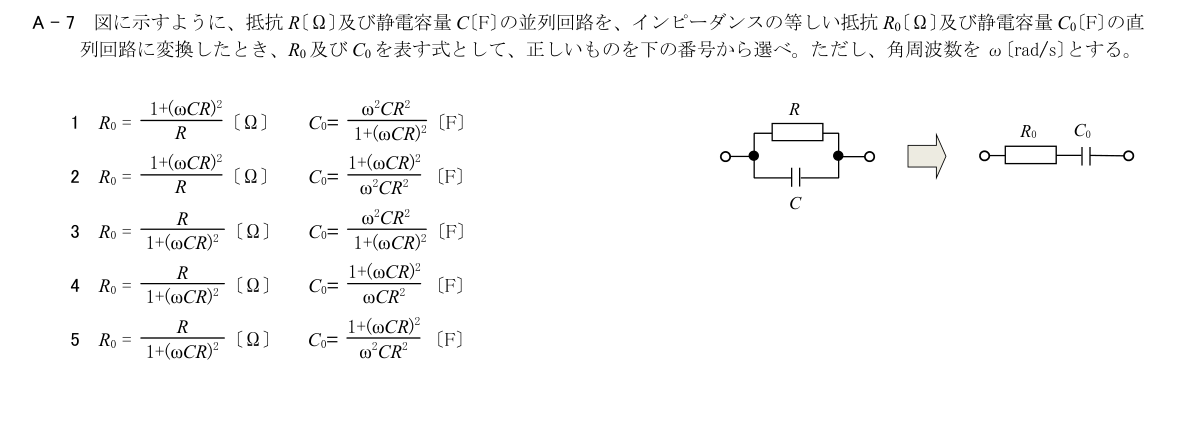 A－7 図に示すように、抵抗 R〔Ω〕及び静電容量 C〔F〕の並列回路を、インピーダンスの等しい抵抗 R₀〔Ω〕及び静電容量 C₀〔F〕の直
列回路に変換したとき、R₀ 及び C₀ を表す式として、正しいものを下の番号から選べ。ただし、角周波数を ω〔rad/s〕とする。
1 R₀ = (1+(ωCR)²)/R 〔Ω〕 C₀= (ω²CR²)/(1+(ωCR)²) 〔F〕
2 R₀ = (1+(ωCR)²)/R 〔Ω〕 C₀= (1+(ωCR)²)/(ω²CR²) 〔F〕
3 R₀ = R/(1+(ωCR)²) 〔Ω〕 C₀= (ω²CR²)/(1+(ωCR)²) 〔F〕
4 R₀ = R/(1+(ωCR)²) 〔Ω〕 C₀= (1+(ωCR)²)/(ωCR²) 〔F〕
5 R₀ = R/(1+(ωCR)²) 〔Ω〕 C₀= (1+(ωCR)²)/(ω²CR²) 〔F〕
R
C
R₀ C₀